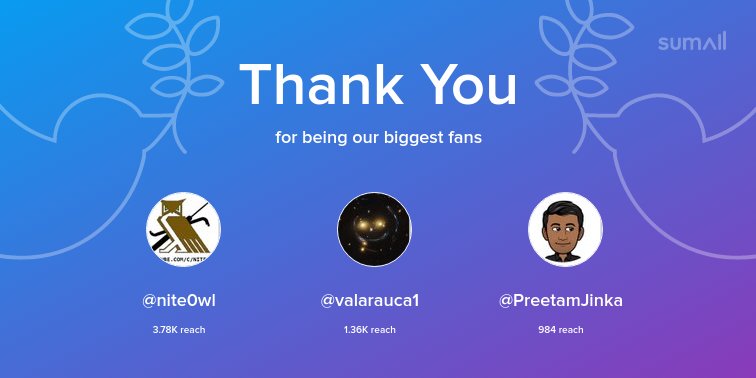 sumall
Thank You
for being our biggest fans
@nite0wl
@valarauca1
@PreetamJinka
3.78K reach
1.36K reach
984 reach